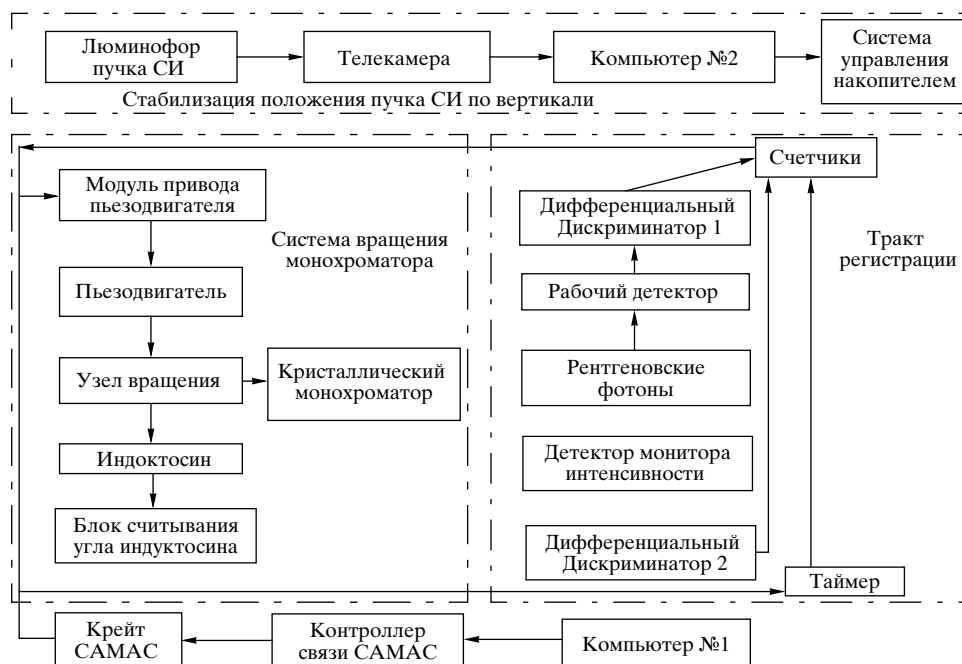 Люминофор
пучка СИ
Телекамера
Компьютер №2
Система
управления
накопителем
Стабилизация положения пучка СИ по вертикали
Модуль привода
пьезодвигателя
Пьезодвигатель
Узел вращения
Индоктосин
Блок считывания
угла индуктосина
Система вращения
монохроматора
Кристаллический
монохроматор
Счетчики
Дифференциальный
Дискриминатор 1
Рабочий детектор
Рентгеновские
фотоны
Детектор монитора
интенсивности
Дифференциальный
Дискриминатор 2
Тракт
регистрации
Таймер
Крейт
САМАС
Контроллер
связи САМАС
Компьютер №1